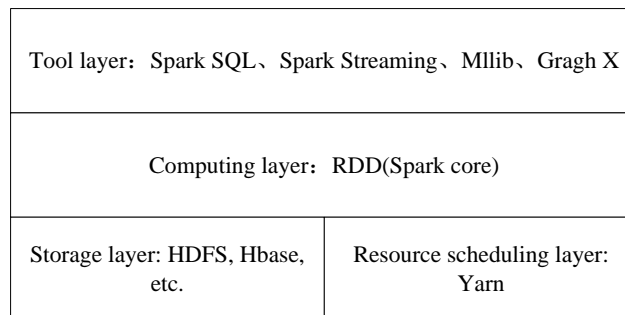 Tool layer：Spark SQL、Spark Streaming、Mllib、Gragh X
Computing layer：RDD(Spark core)
Storage layer: HDFS, Hbase,
etc.
Resource scheduling layer:
Yarn